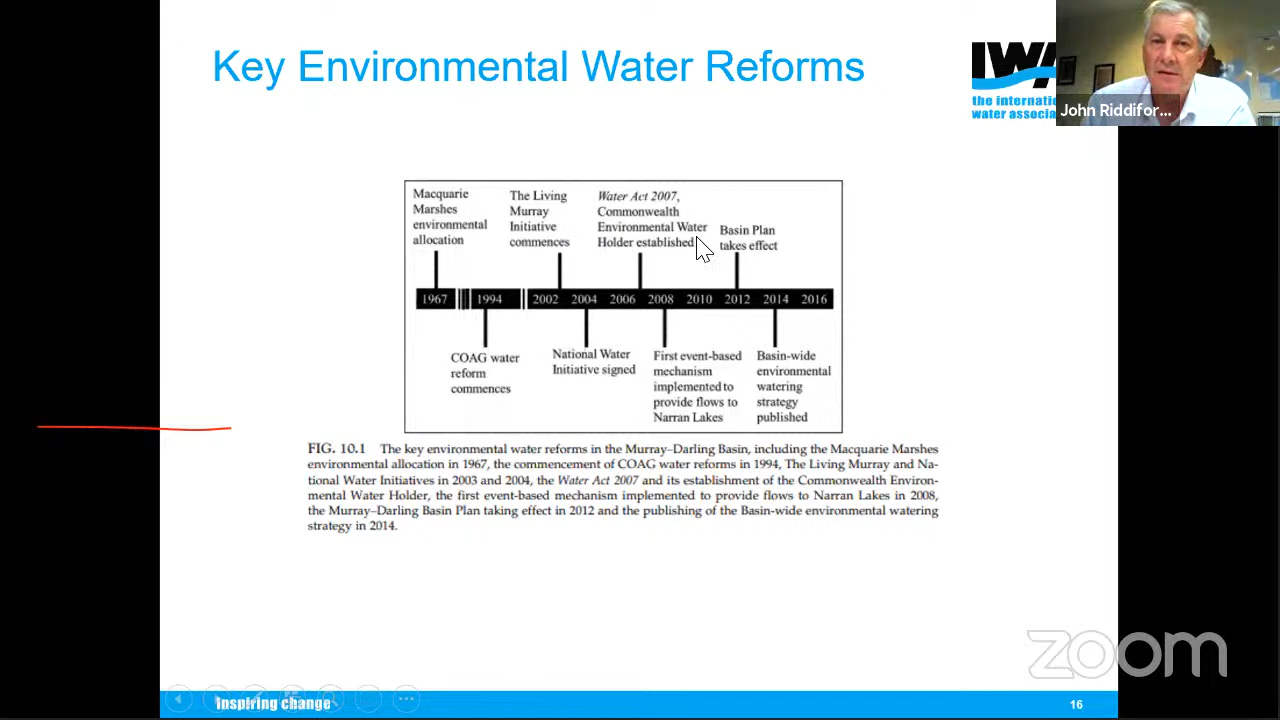 Key Environmental Water Reforms
the internati
water associa
John Riddifor...
Macquarie
Marshes
environmental
allocation
The Living
Murray
Initiative
commences
Water Act 2007,
Commonwealth
Environmental Water
Holder established
Basin Plan
takes effect
1967 1994 2002 2004 2006 2008 2010 2012 2014 2016
COAG water
reform
commences
National Water
Initiative signed
First event-based
mechanism
implemented to
provide flows to
Narran Lakes
Basin-wide
environmental
watering
strategy
published
FIG. 10.1 The key environmental water reforms in the Murray–Darling Basin, including the Macquarie Marshes
environmental allocation in 1967, the commencement of COAG water reforms in 1994, The Living Murray and Na-
tional Water Initiatives in 2003 and 2004, the Water Act 2007 and its establishment of the Commonwealth Environ-
mental Water Holder, the first event-based mechanism implemented to provide flows to Narran Lakes in 2008,
the Murray–Darling Basin Plan taking effect in 2012 and the publishing of the Basin-wide environmental watering
strategy in 2014.
zoom
inspiring change
16